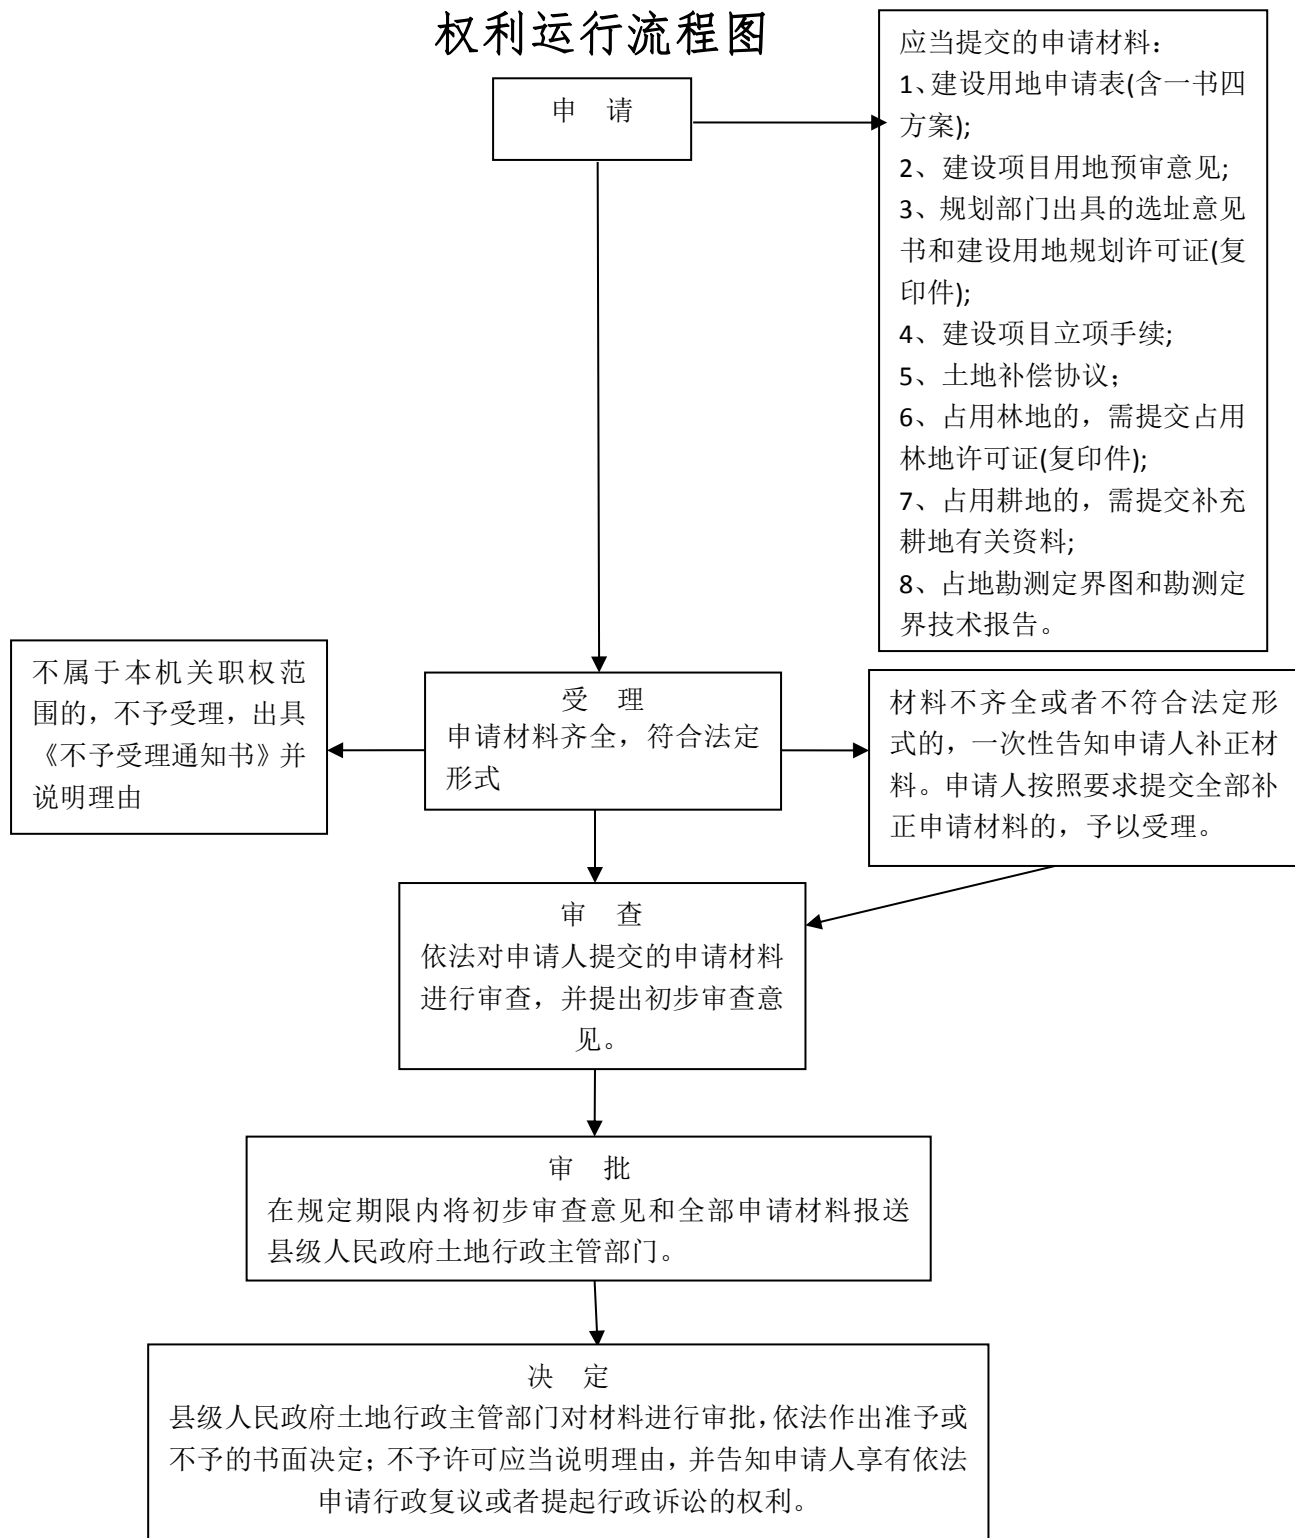 权利运行流程图
申 请
应当提交的申请材料：
1、建设用地申请表(含一书四
方案);
2、建设项目用地预审意见;
3、规划部门出具的选址意见
书和建设用地规划许可证(复
印件);
4、建设项目立项手续;
5、土地补偿协议；
6、占用林地的，需提交占用
林地许可证(复印件);
7、占用耕地的，需提交补充
耕地有关资料;
8、占地勘测定界图和勘测定
界技术报告。
不属于本机关职权范
围的，不予受理，出具
《不予受理通知书》并
说明理由
受 理
申请材料齐全，符合法定
形式
材料不齐全或者不符合法定形
式的，一次性告知申请人补正材
料。申请人按照要求提交全部补
正申请材料的，予以受理。
审 查
依法对申请人提交的申请材料
进行审查，并提出初步审查意
见。
审 批
在规定期限内将初步审查意见和全部申请材料报送
县级人民政府土地行政主管部门。
决 定
县级人民政府土地行政主管部门对材料进行审批，依法作出准予或
不予的书面决定；不予许可应当说明理由，并告知申请人享有依法
申请行政复议或者提起行政诉讼的权利。